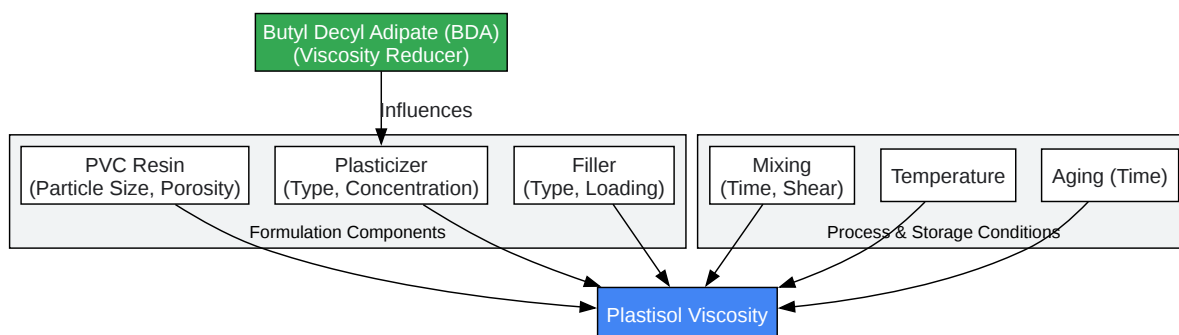 Butyl Decyl Adipate (BDA)
(Viscosity Reducer)
Influences
PVC Resin
(Particle Size, Porosity)
Plasticizer
(Type, Concentration)
Filler
(Type, Loading)
Mixing
(Time, Shear)
Temperature
Aging (Time)
Formulation Components
Process & Storage Conditions
Plastisol Viscosity